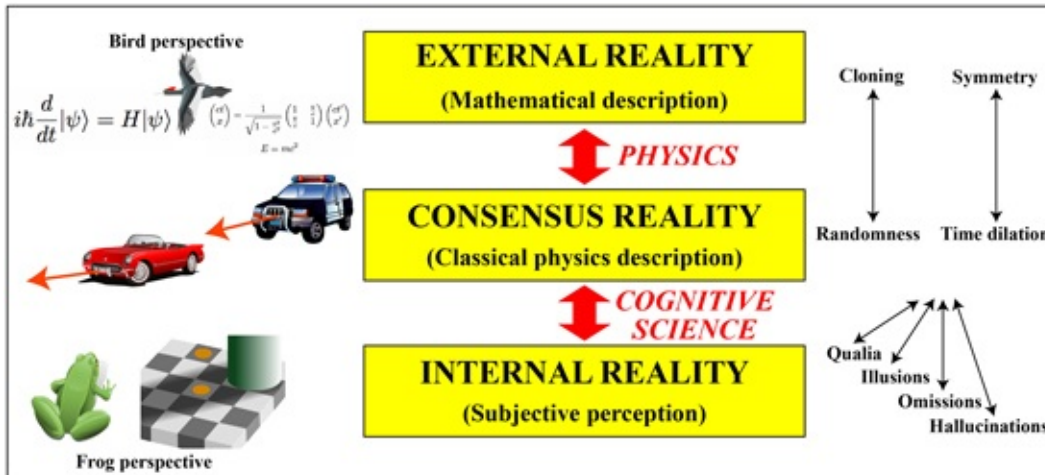 Bird perspective
iħ d/dt |ψ⟩ = H|ψ⟩
E = mc²
EXTERNAL REALITY
(Mathematical description)
PHYSICS
CONSENSUS REALITY
(Classical physics description)
COGNITIVE
SCIENCE
INTERNAL REALITY
(Subjective perception)
Frog perspective
Cloning
Symmetry
Randomness
Time dilation
Qualia
Illusions
Omissions
Hallucinations